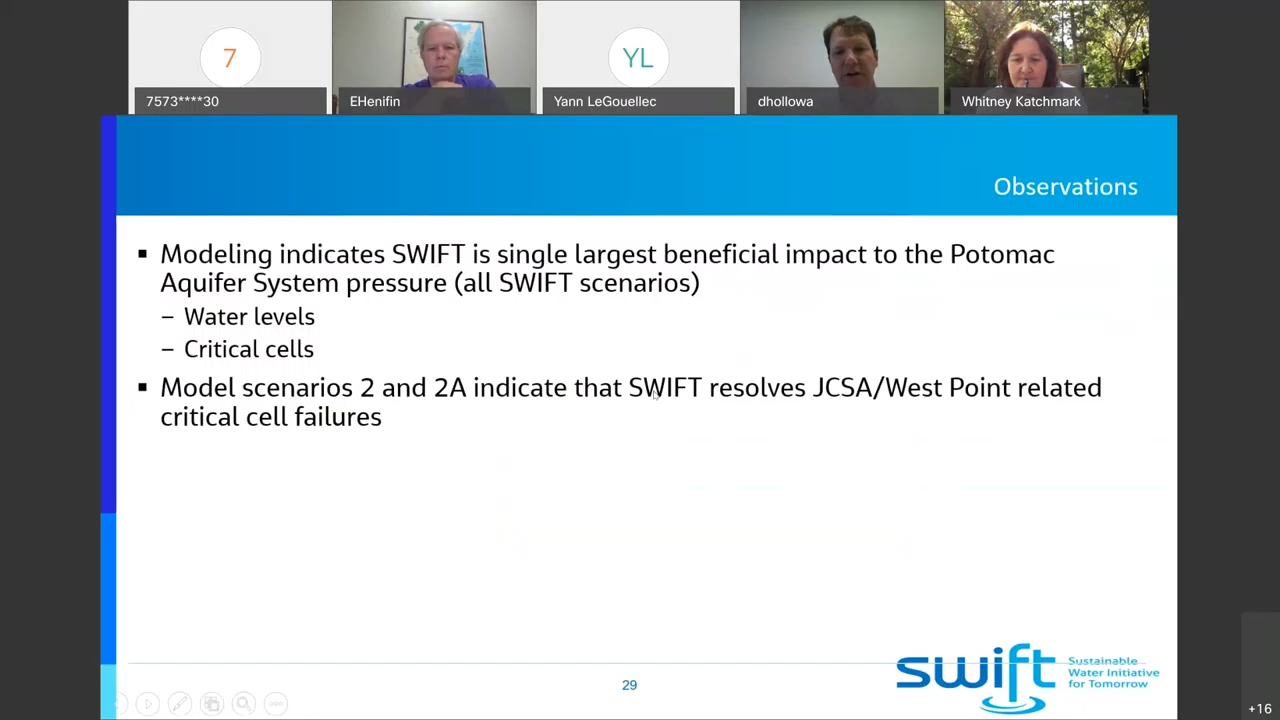 7
YL
7573****30
EHenifin
Yann LeGouellec
dhollowa
Whitney Katchmark
Observations
▪ Modeling indicates SWIFT is single largest beneficial impact to the Potomac
Aquifer System pressure (all SWIFT scenarios)
– Water levels
– Critical cells
▪ Model scenarios 2 and 2A indicate that SWIFT resolves JCSA/West Point related
critical cell failures
29
swift
Sustainable
Water Initiative
for Tomorrow
+16